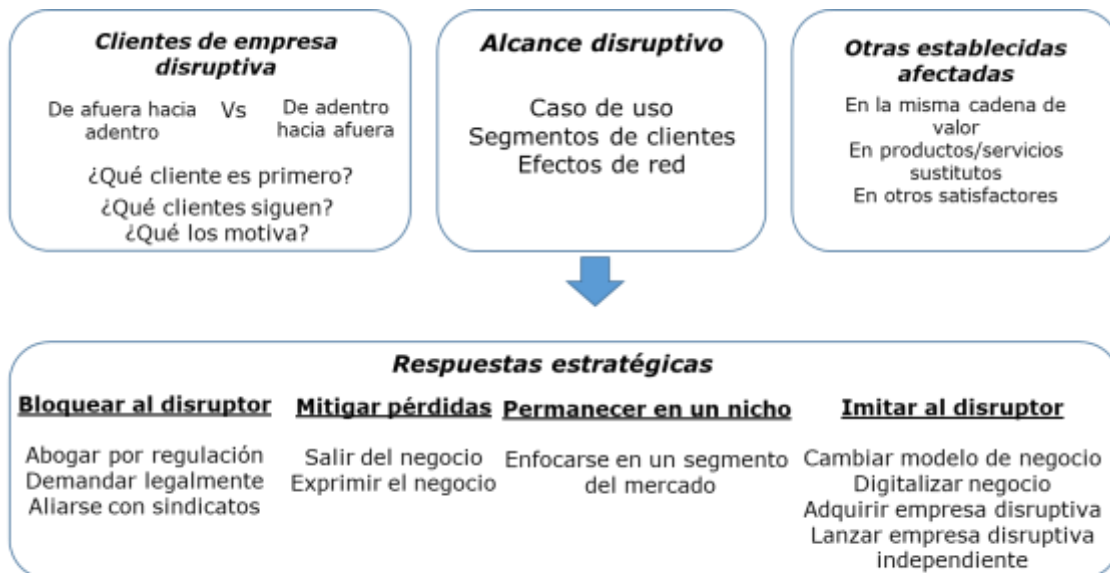 Clientes de empresa
disruptiva
De afuera hacia
adentro
Vs
De adentro
hacia afuera
¿Qué cliente es primero?
¿Qué clientes siguen?
¿Qué los motiva?
Alcance disruptivo
Caso de uso
Segmentos de clientes
Efectos de red
Otras establecidas
afectadas
En la misma cadena de
valor
En productos/servicios
sustitutos
En otros satisfactores
Respuestas estratégicas
Bloquear al disruptor
Abogar por regulación
Demandar legalmente
Aliarse con sindicatos
Mitigar pérdidas
Salir del negocio
Exprimir el negocio
Permanecer en un nicho
Enfocarse en un segmento
del mercado
Imitar al disruptor
Cambiar modelo de negocio
Digitalizar negocio
Adquirir empresa disruptiva
Lanzar empresa disruptiva
independiente